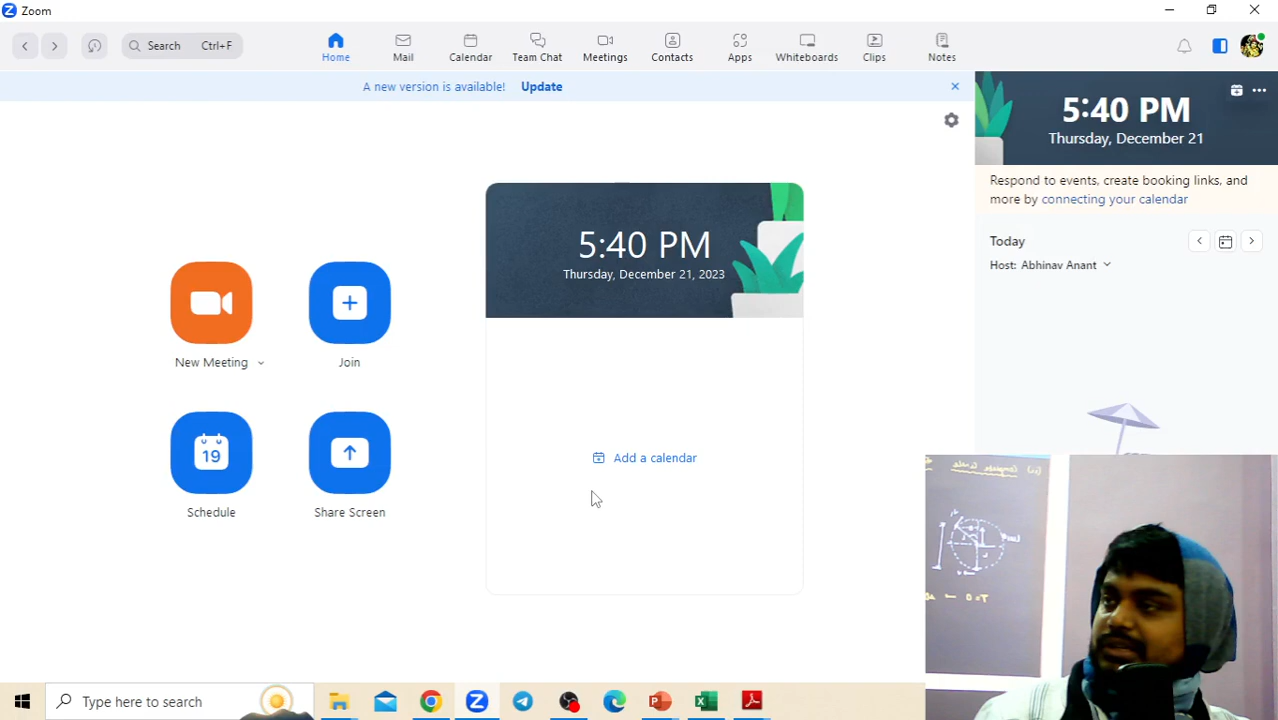 Zoom
Search Ctrl+F
Home
Mail
Calendar
Team Chat
Meetings
Contacts
Apps
Whiteboards
Clips
Notes
A new version is available! Update
5:40 PM
Thursday, December 21
Respond to events, create booking links, and
more by connecting your calendar
Today
Host: Abhinav Anant
5:40 PM
Thursday, December 21, 2023
New Meeting
Join
Add a calendar
19
Schedule
Share Screen
Type here to search